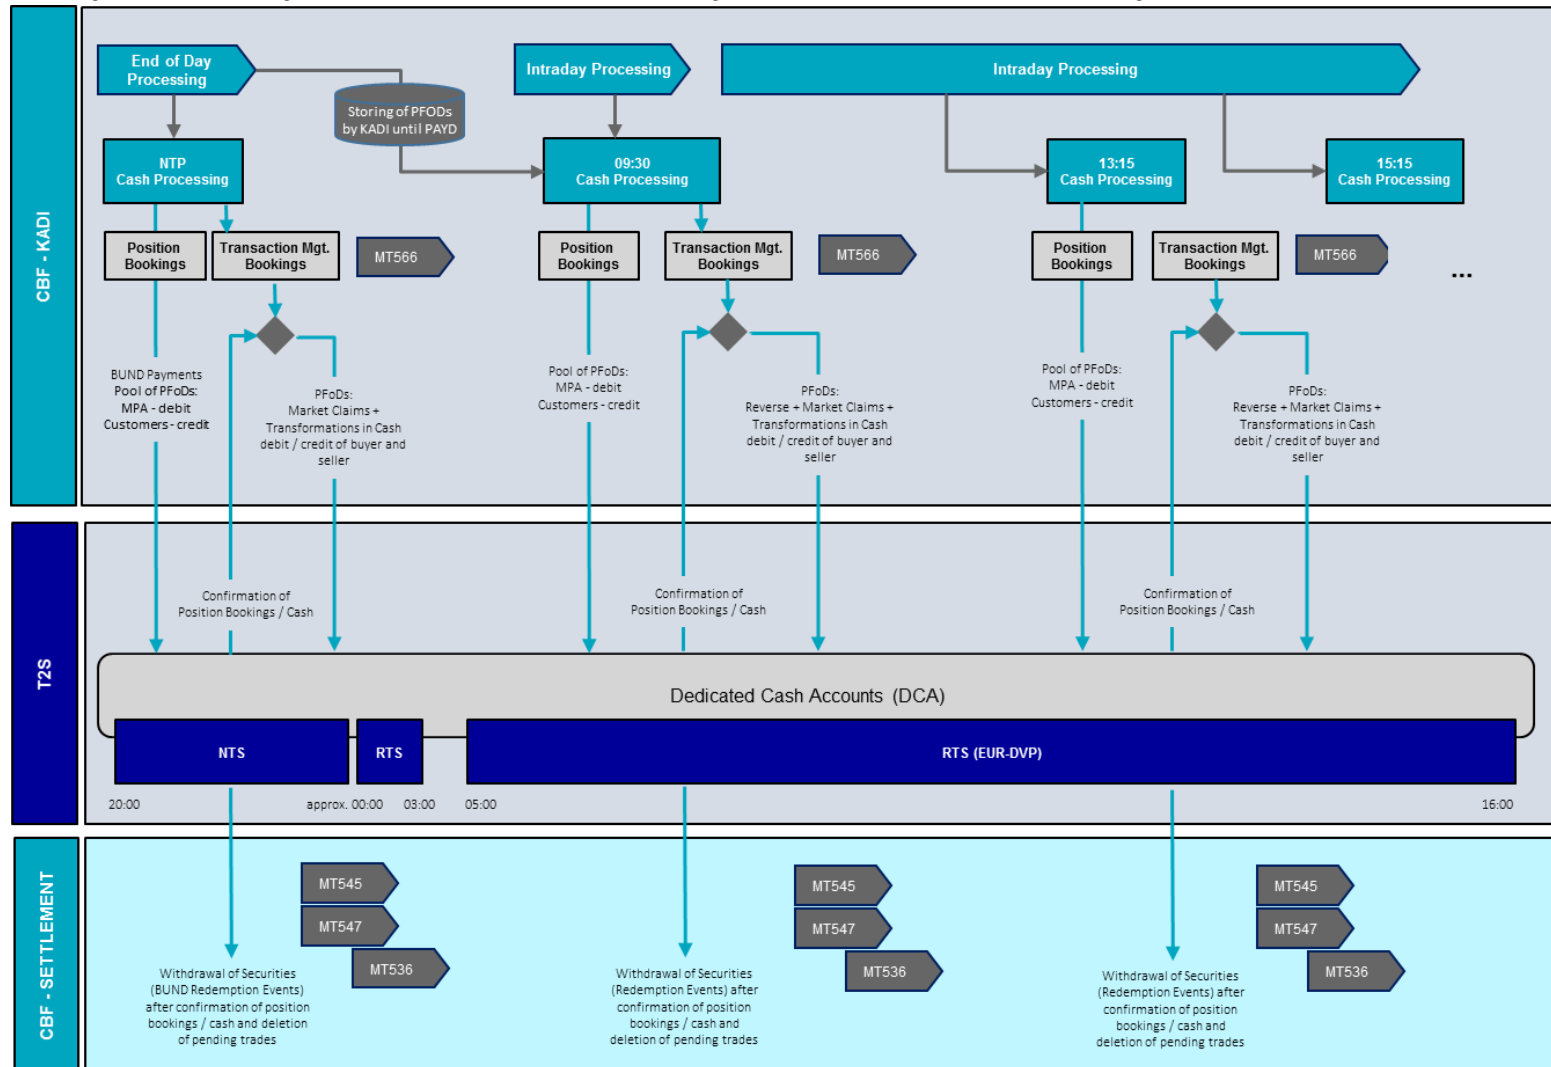 CBF - KADI
End of Day
Processing
Storing of PFODs
by KADI until PAYD
Intraday Processing
Intraday Processing
NTP
Cash Processing
09:30
Cash Processing
13:15
Cash Processing
15:15
Cash Processing
Position
Bookings
Transaction Mgt.
Bookings
MT566
Position
Bookings
Transaction Mgt.
Bookings
MT566
Position
Bookings
Transaction Mgt.
Bookings
MT566
...
BUND Payments
Pool of PFoDs:
MPA - debit
Customers - credit
PFoDs:
Market Claims +
Transformations in Cash
debit / credit of buyer and
seller
Pool of PFoDs:
MPA - debit
Customers - credit
PFoDs:
Reverse + Market Claims +
Transformations in Cash
debit / credit of buyer and
seller
Pool of PFoDs:
MPA - debit
Customers - credit
PFoDs:
Reverse + Market Claims +
Transformations in Cash
debit / credit of buyer and
seller
T2S
Confirmation of
Position Bookings / Cash
Confirmation of
Position Bookings / Cash
Confirmation of
Position Bookings / Cash
Dedicated Cash Accounts (DCA)
NTS
RTS
RTS (EUR-DVP)
20:00
approx. 00:00
03:00
05:00
16:00
CBF - SETTLEMENT
MT545
MT547
MT536
MT545
MT547
MT536
MT545
MT547
MT536
Withdrawal of Securities
(BUND Redemption Events)
after confirmation of position
bookings / cash and deletion
of pending trades
Withdrawal of Securities
(Redemption Events) after
confirmation of position
bookings / cash and
deletion of pending trades
Withdrawal of Securities
(Redemption Events) after
confirmation of position
bookings / cash and
deletion of pending trades